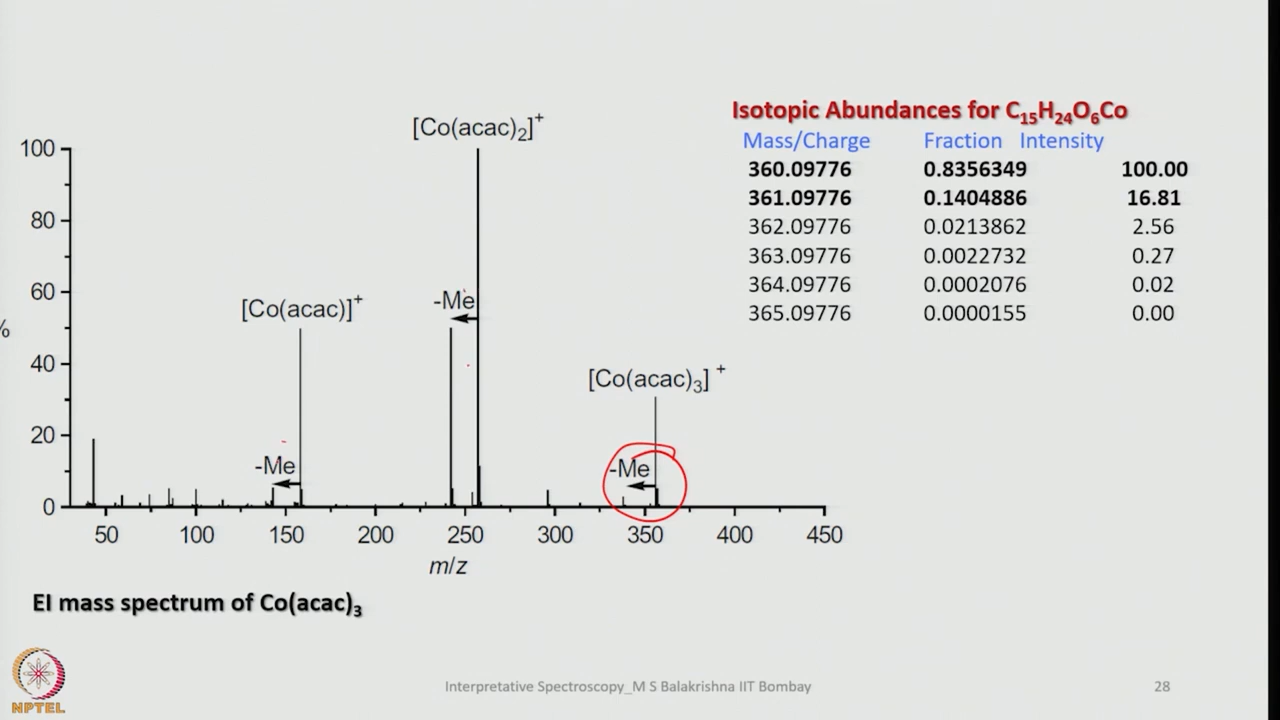 Isotopic Abundances for C₁₅H₂₄O₆Co
Mass/Charge Fraction Intensity
360.09776 0.8356349 100.00
361.09776 0.1404886 16.81
362.09776 0.0213862 2.56
363.09776 0.0022732 0.27
364.09776 0.0002076 0.02
365.09776 0.0000155 0.00
[Co(acac)₂]⁺
[Co(acac)]⁺
-Me
[Co(acac)₃]⁺
-Me
-Me
100
80
60
%
40
20
0
50 100 150 200 250 300 350 400 450
m/z
EI mass spectrum of Co(acac)₃
NPTEL
Interpretative Spectroscopy_M S Balakrishna IIT Bombay
28